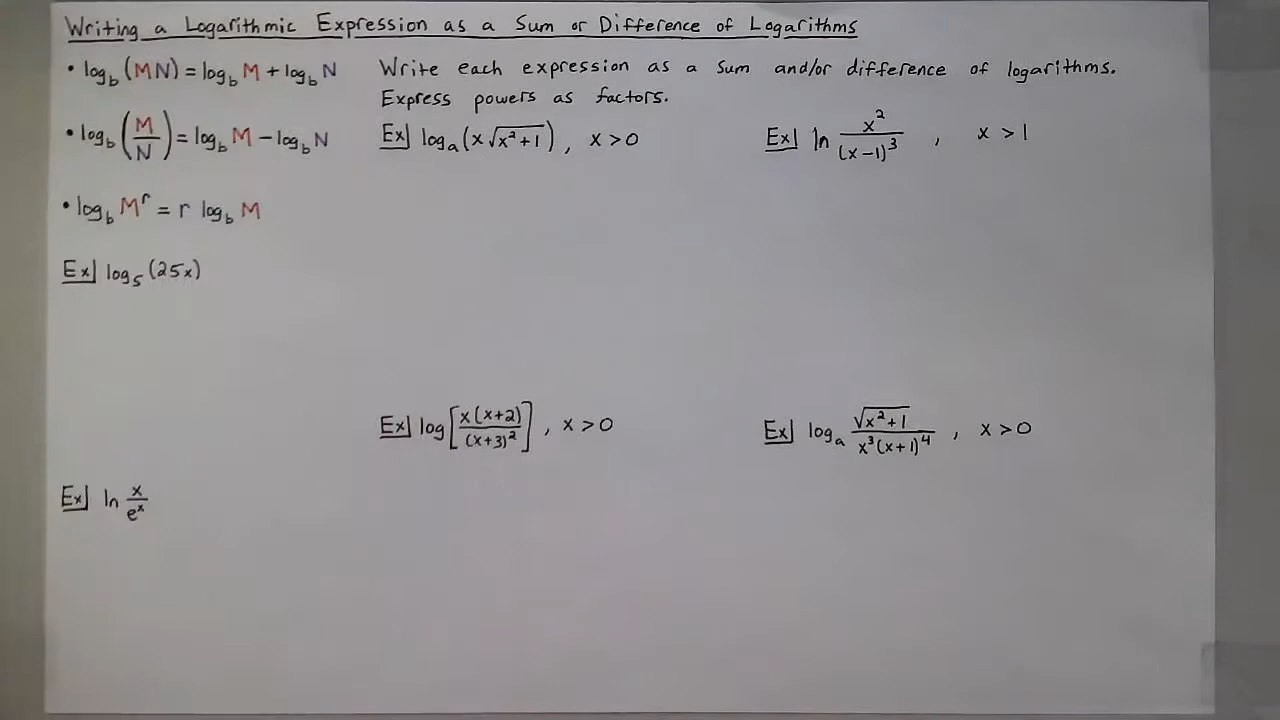 Writing a Logarithmic Expression as a Sum or Difference of Logarithms
• log_b (MN) = log_b M + log_b N
• log_b (M/N) = log_b M − log_b N
• log_b M^r = r log_b M
Ex] log_5 (25x)
Ex] ln x/e^x
Write each expression as a sum and/or difference of logarithms.
Express powers as factors.
Ex] log_a (x √(x²+1)), x > 0
Ex] log [x(x+2)/(x+3)²], x > 0
Ex] ln x²/(x−1)³, x > 1
Ex] log_a √(x²+1)/(x³(x+1)⁴), x > 0